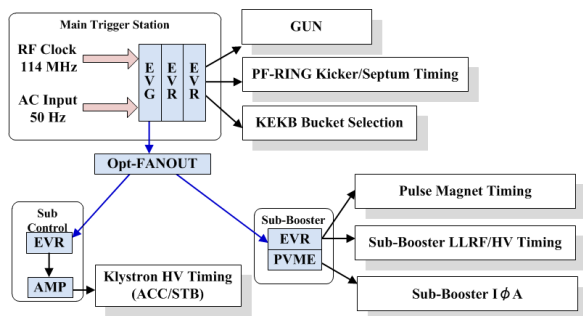 Main Trigger Station
RF Clock
114 MHz
AC Input
50 Hz
EVG
EVR
EVR
GUN
PF-RING Kicker/Septum Timing
KEKB Bucket Selection
Opt-FANOUT
Sub
Control
EVR
AMP
Klystron HV Timing
(ACC/STB)
Sub-Booster
EVR
PVME
Pulse Magnet Timing
Sub-Booster LLRF/HV Timing
Sub-Booster IϕA